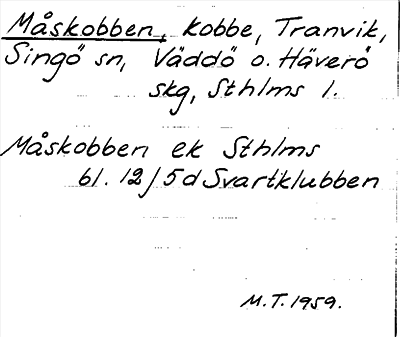 Måskobben, kobbe, Tranvik,
Singö sn, Väddö o. Häverö
skg, Sthlms l.
Måskobben ek Sthlms
bl. 12/5d Svartklubben
M.T. 1959.